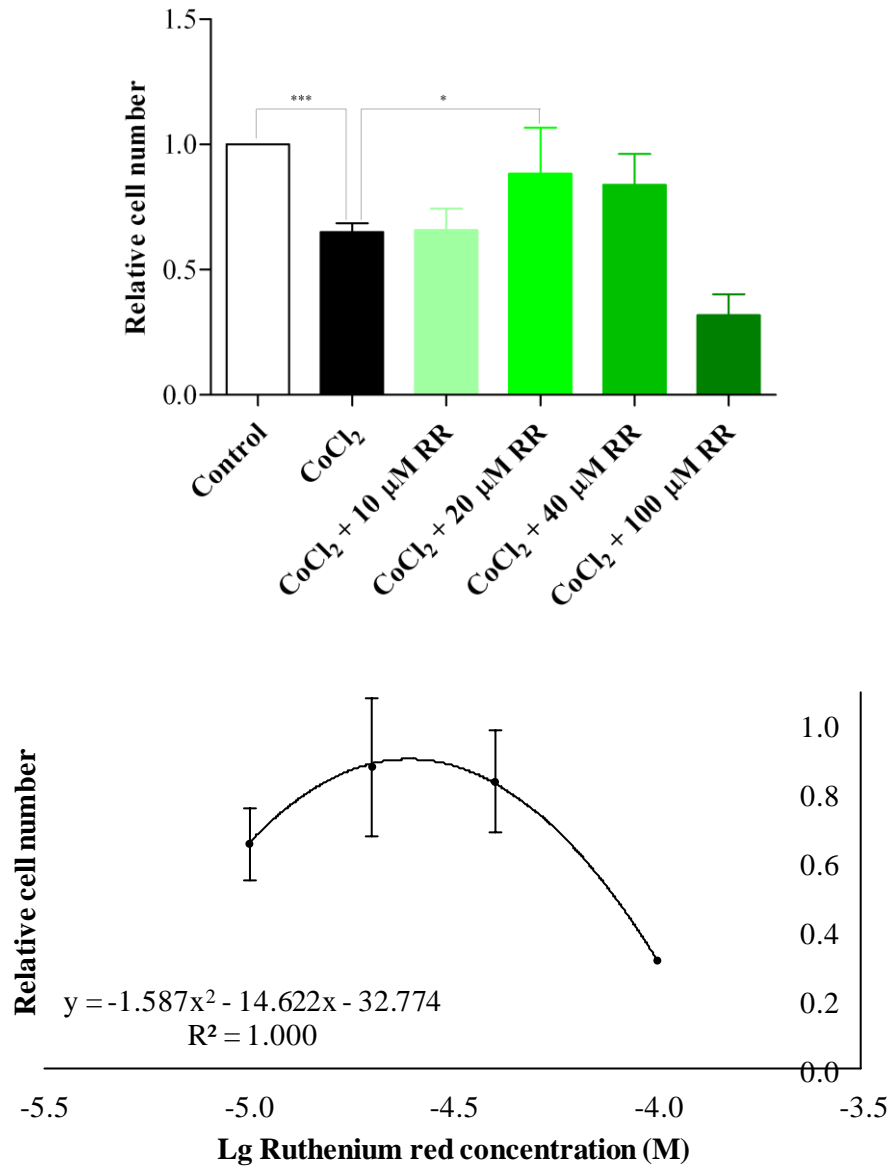 1.5
1.0
0.5
0.0
Relative cell number
***
*
Control
CoCl₂
CoCl₂ + 10 µM RR
CoCl₂ + 20 µM RR
CoCl₂ + 40 µM RR
CoCl₂ + 100 µM RR
Relative cell number
1.0
0.8
0.6
0.4
0.2
0.0
y = -1.587x² - 14.622x - 32.774
R² = 1.000
-5.5 -5.0 -4.5 -4.0 -3.5
Lg Ruthenium red concentration (M)